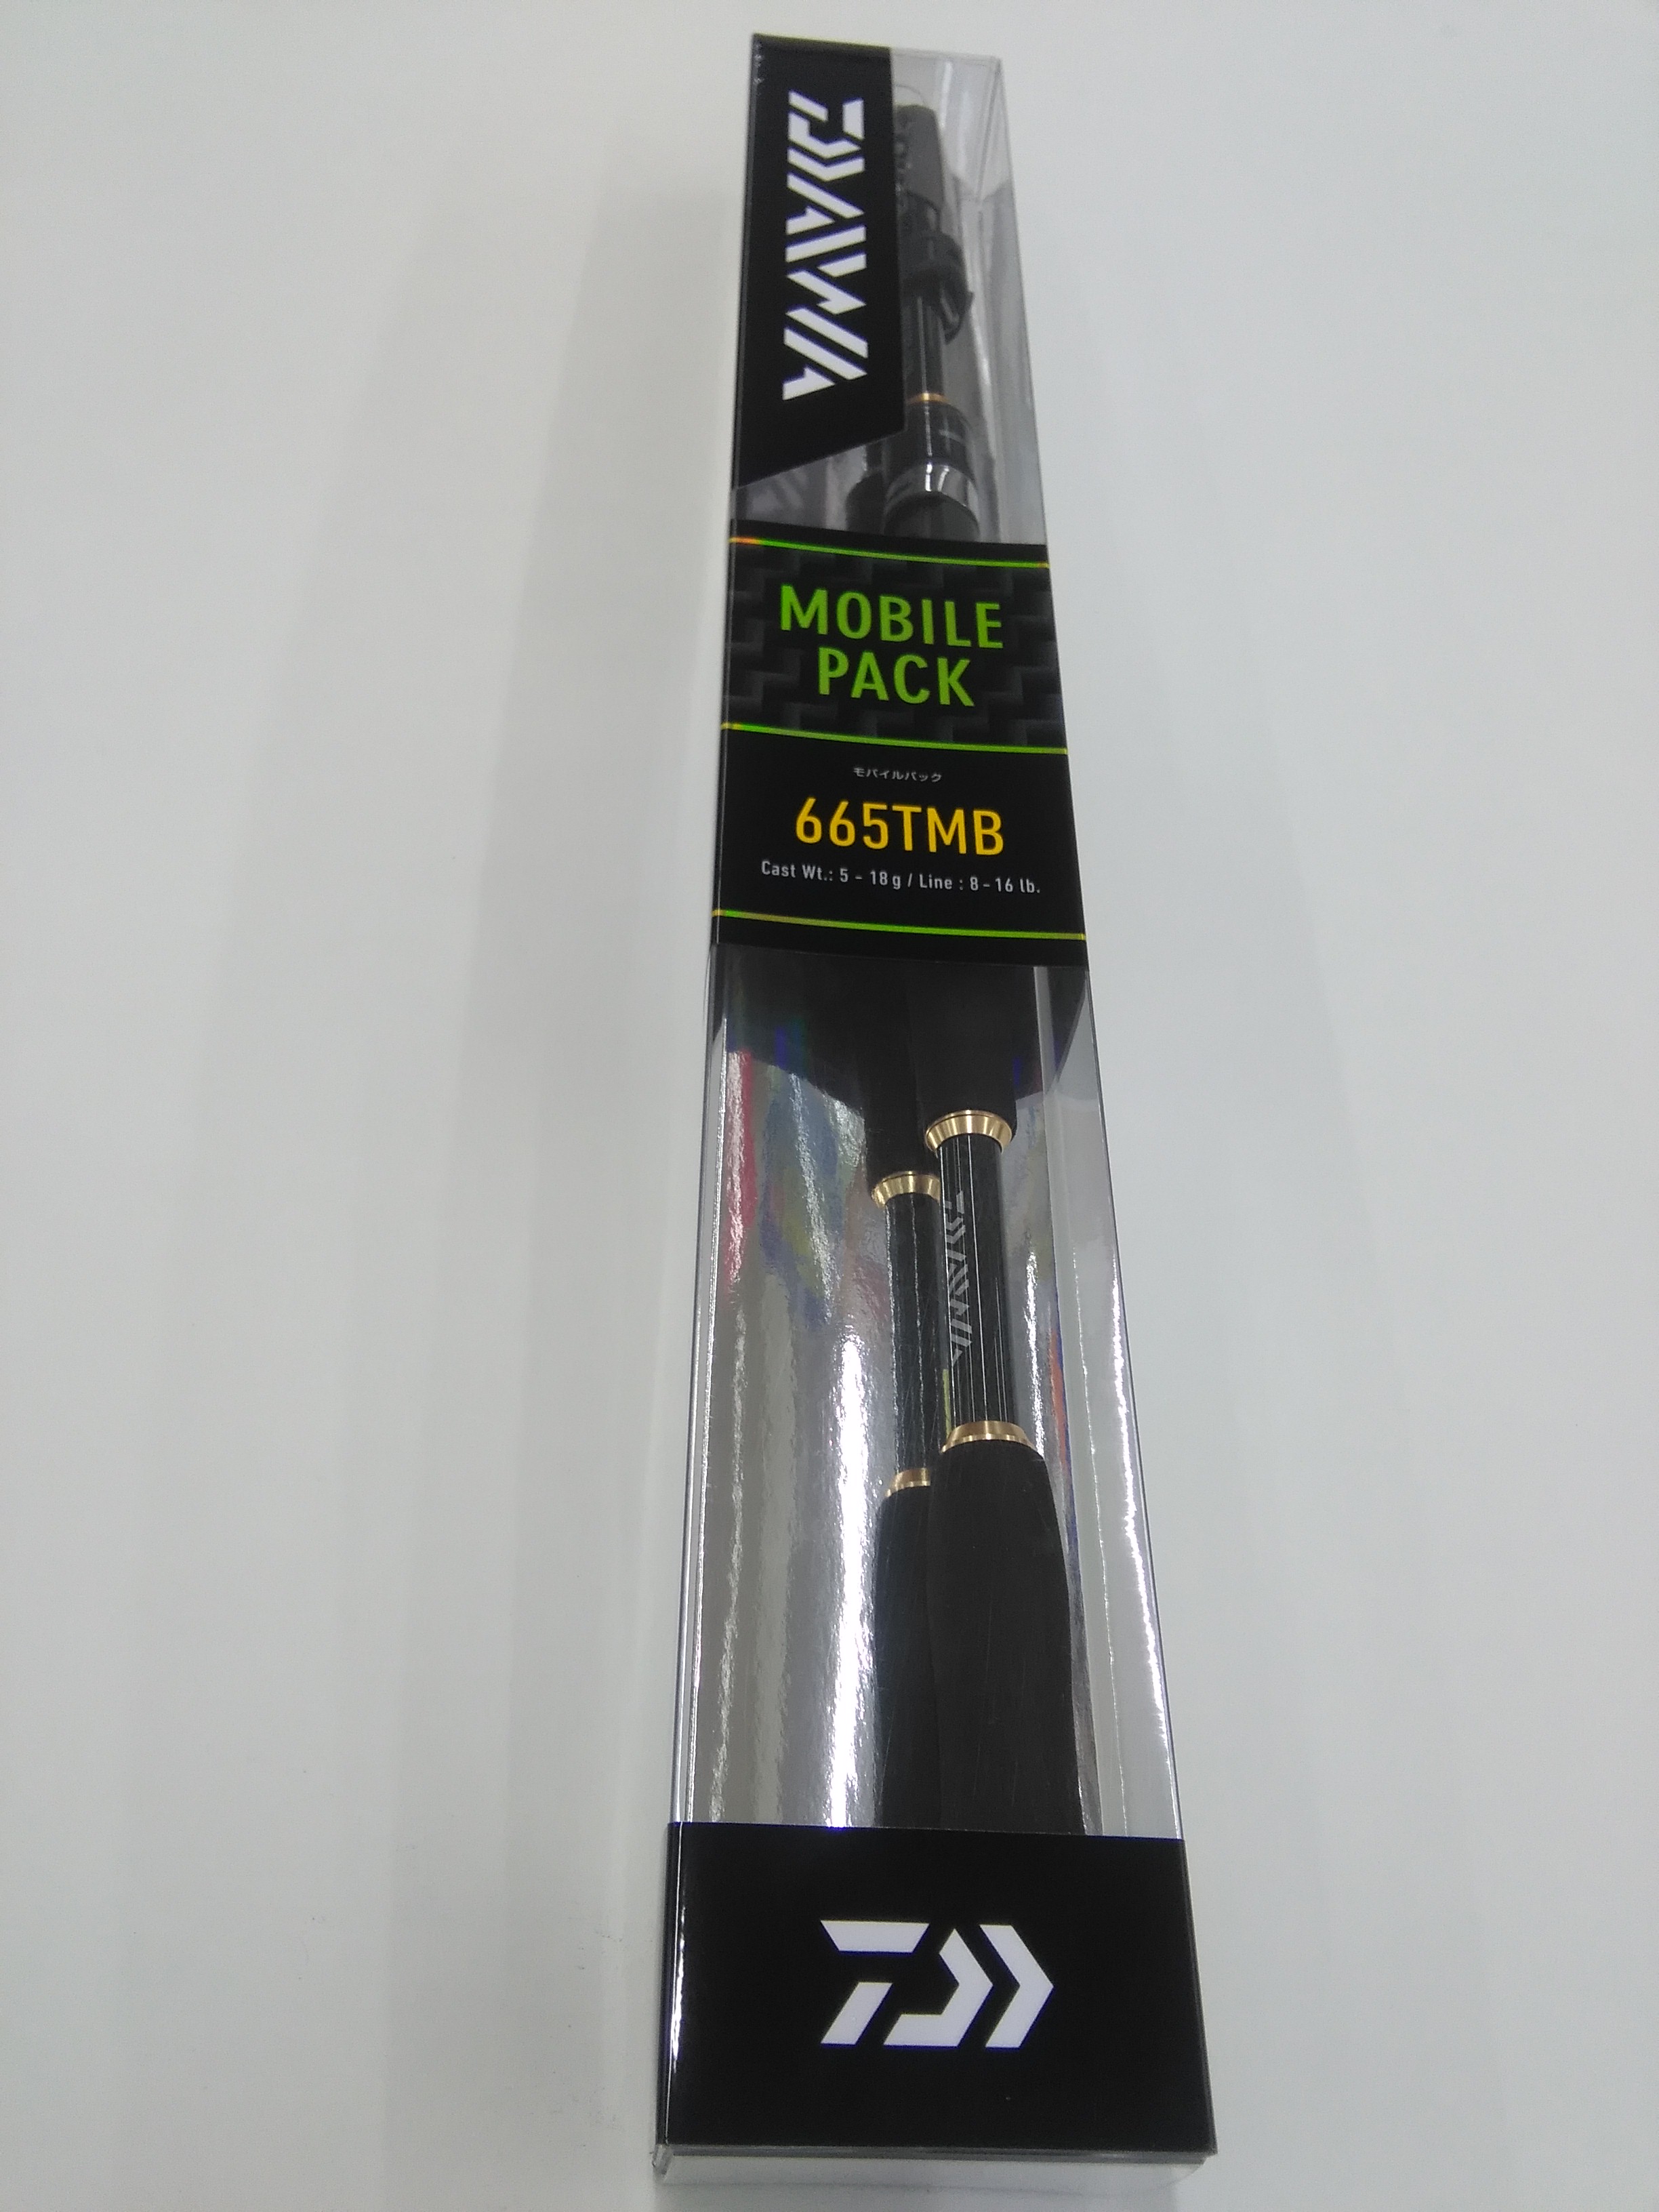 DAIWA
MOBILE
PACK
モバイルパック
665TMB
Cast Wt.: 5 - 18g / Line : 8 - 16 lb.
DAIWA